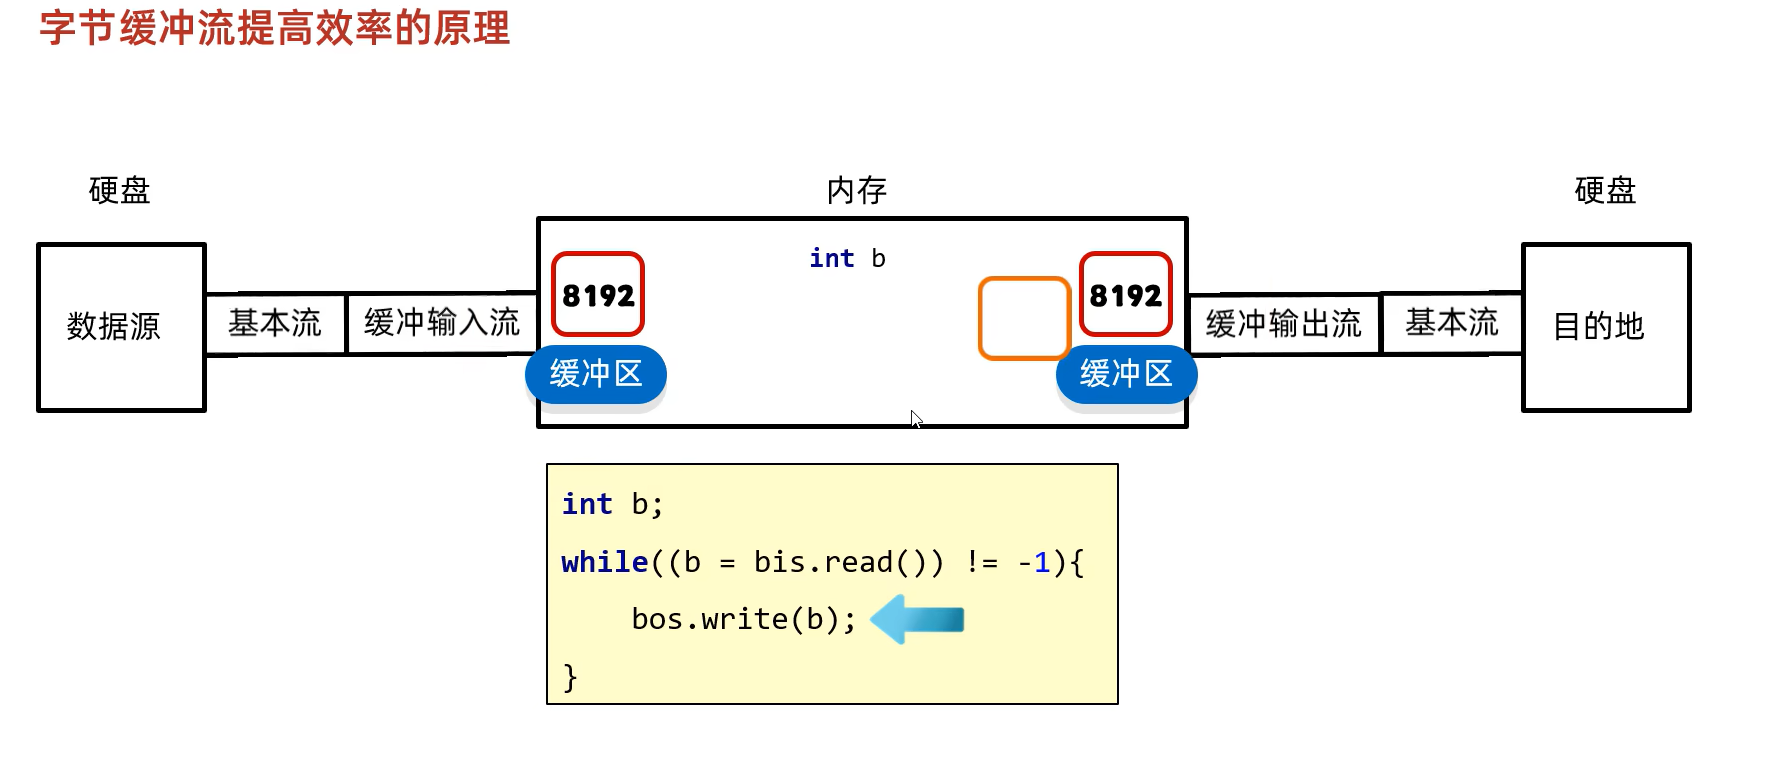 字节缓冲流提高效率的原理
硬盘
内存
硬盘
int b
数据源
基本流
缓冲输入流
8192
缓冲区
8192
缓冲区
缓冲输出流
基本流
目的地
int b;
while((b = bis.read()) != -1){
bos.write(b);
}